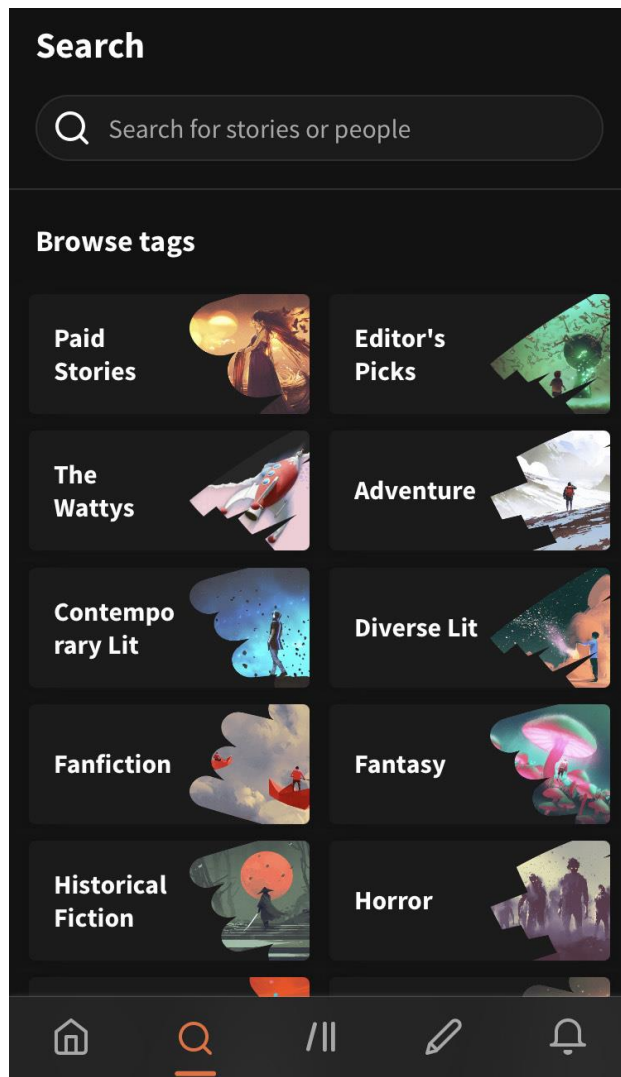 Search
Search for stories or people
Browse tags
Paid
Stories
Editor's
Picks
The
Wattys
Adventure
Contempo
rary Lit
Diverse Lit
Fanfiction
Fantasy
Historical
Fiction
Horror